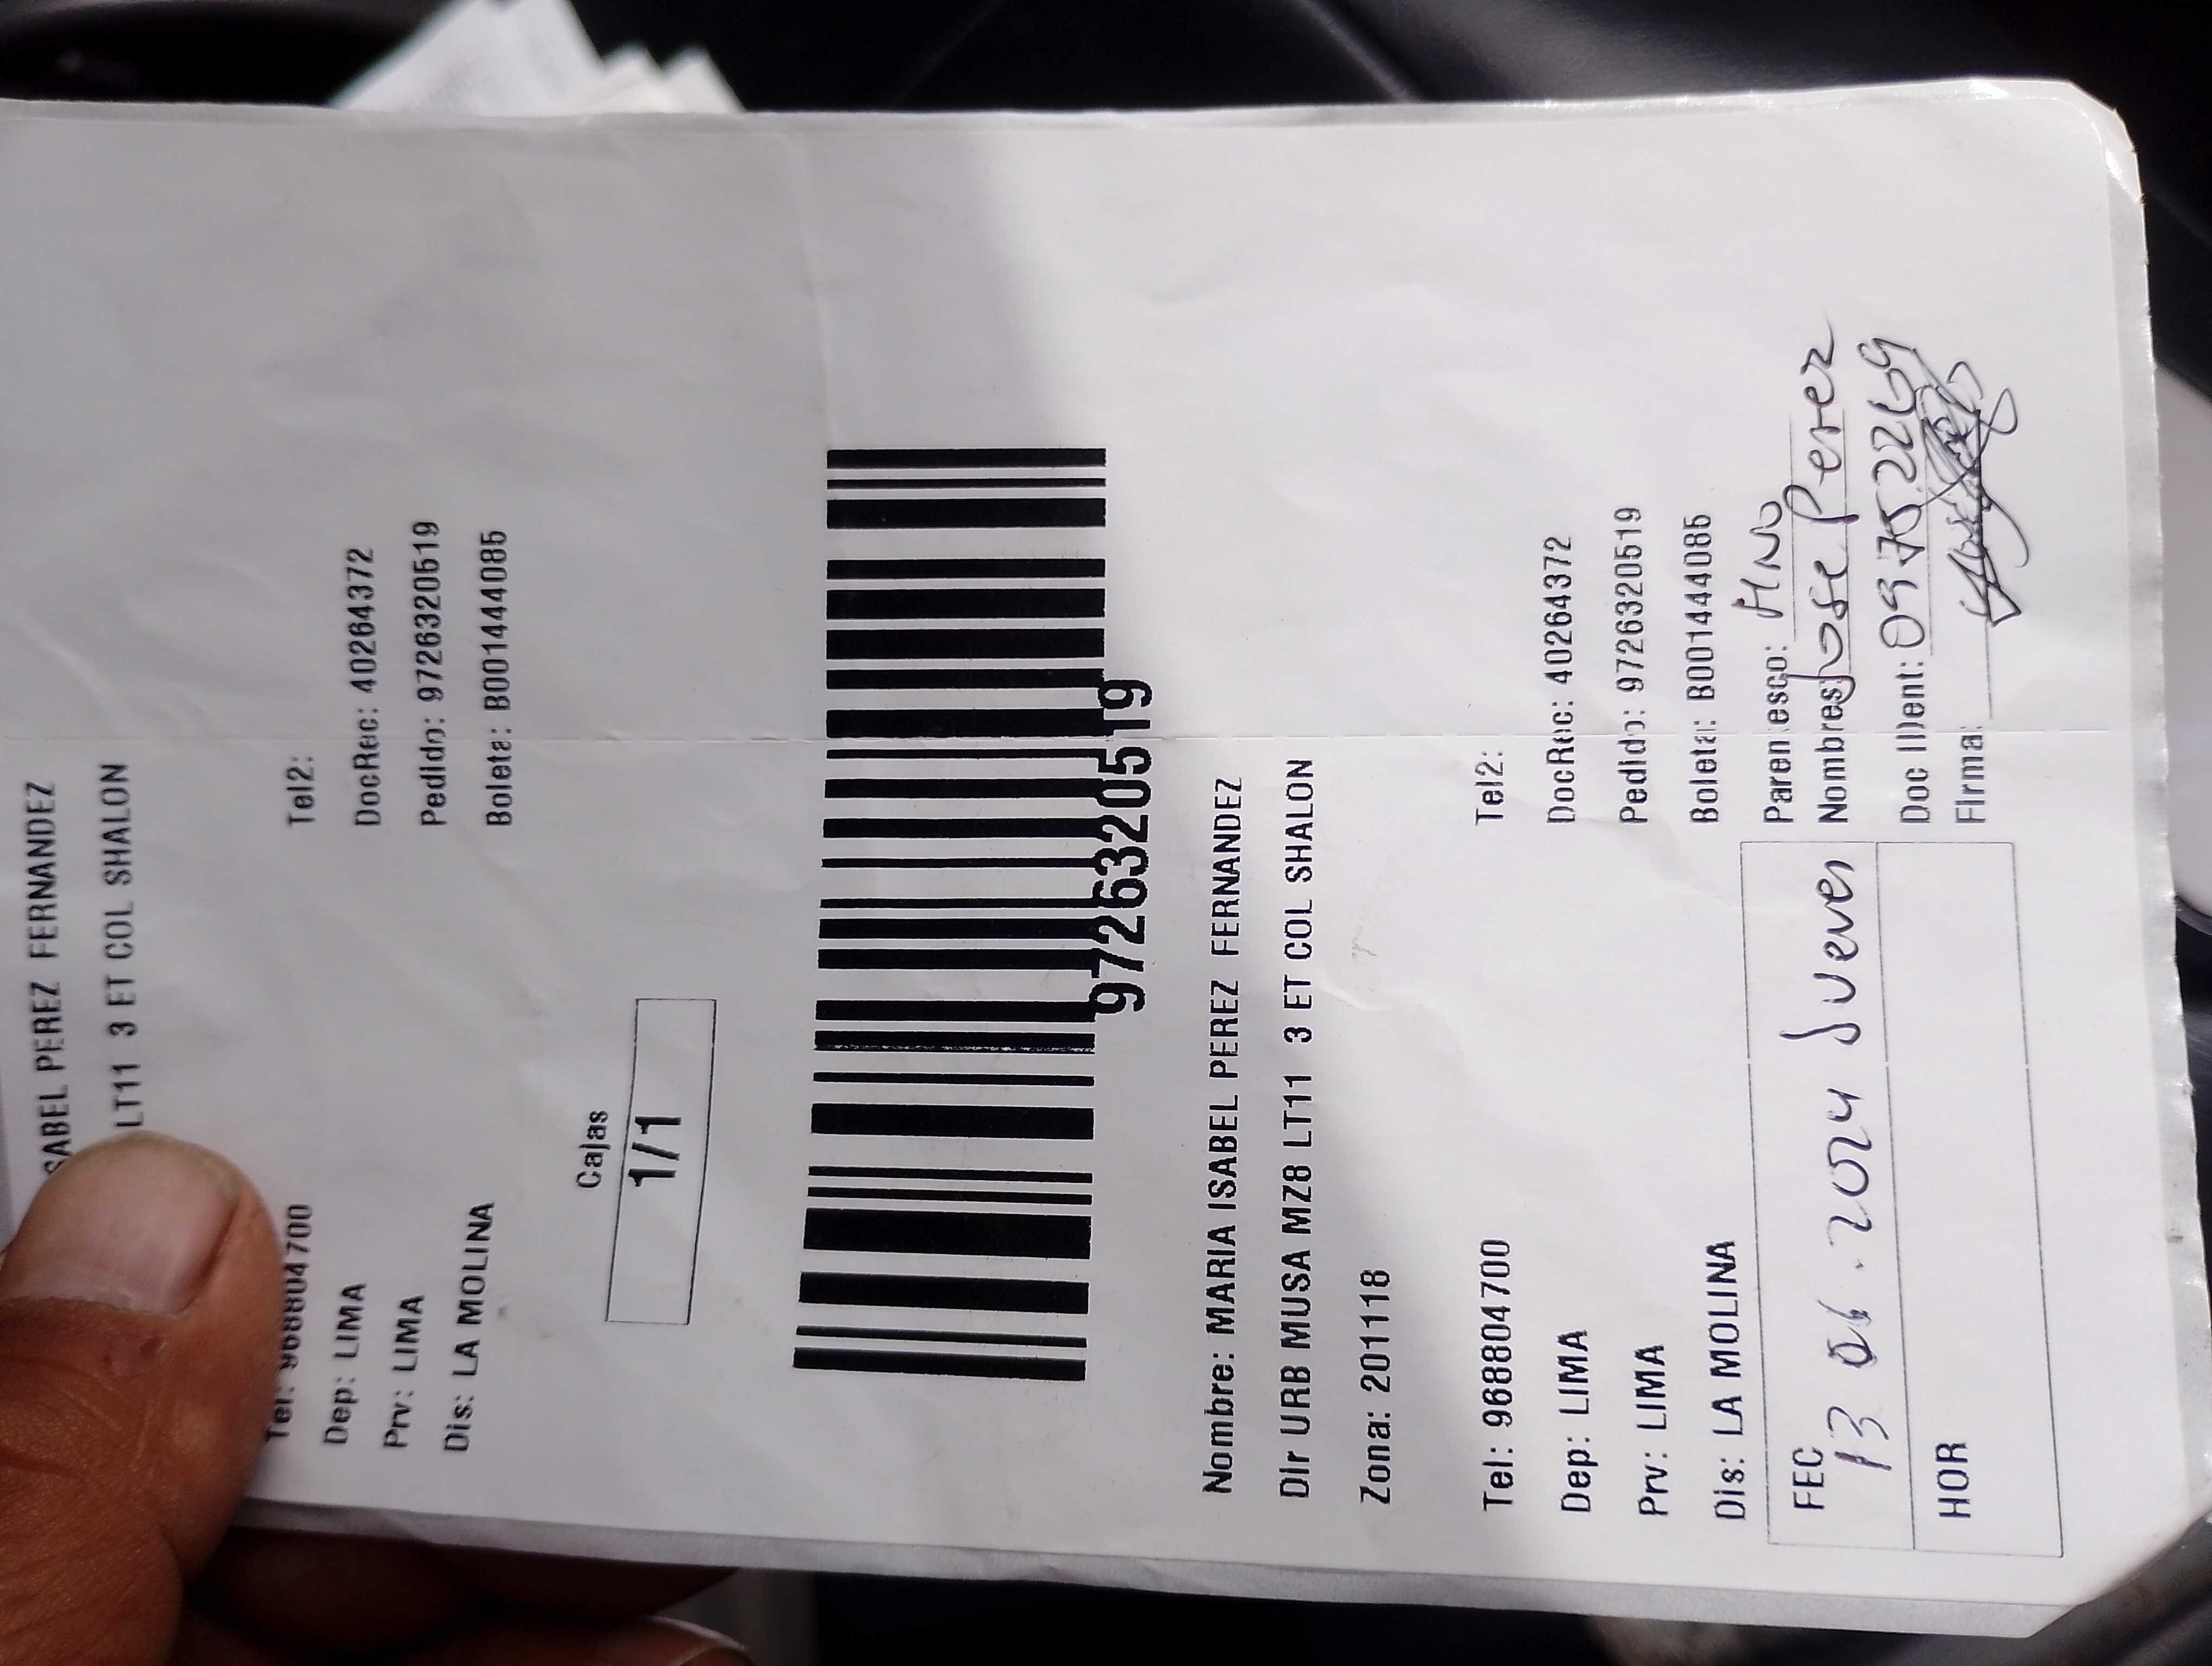 SABEL PEREZ FERNANDEZ
LT11 3 ET COL SHALON
Tel: 968804700 Tel2:
Dep: LIMA DocRec: 40264372
Prv: LIMA Pedido: 9726320519
Dis: LA MOLINA Boleta: B001444085
Cajas
1/1
9726320519
Nombre: MARIA ISABEL PEREZ FERNANDEZ
Dir URB MUSA MZ8 LT11 3 ET COL SHALON
Zona: 201118
Tel: 968804700 Tel2:
Dep: LIMA DocRec: 40264372
Prv: LIMA Pedido: 9726320519
Dis: LA MOLINA Boleta: B001444085
FEC 13 06. 2024 Jueves
HOR
Parentesco: HNO
Nombres Jose Perez
Doc IDent: 09752269
Firma: